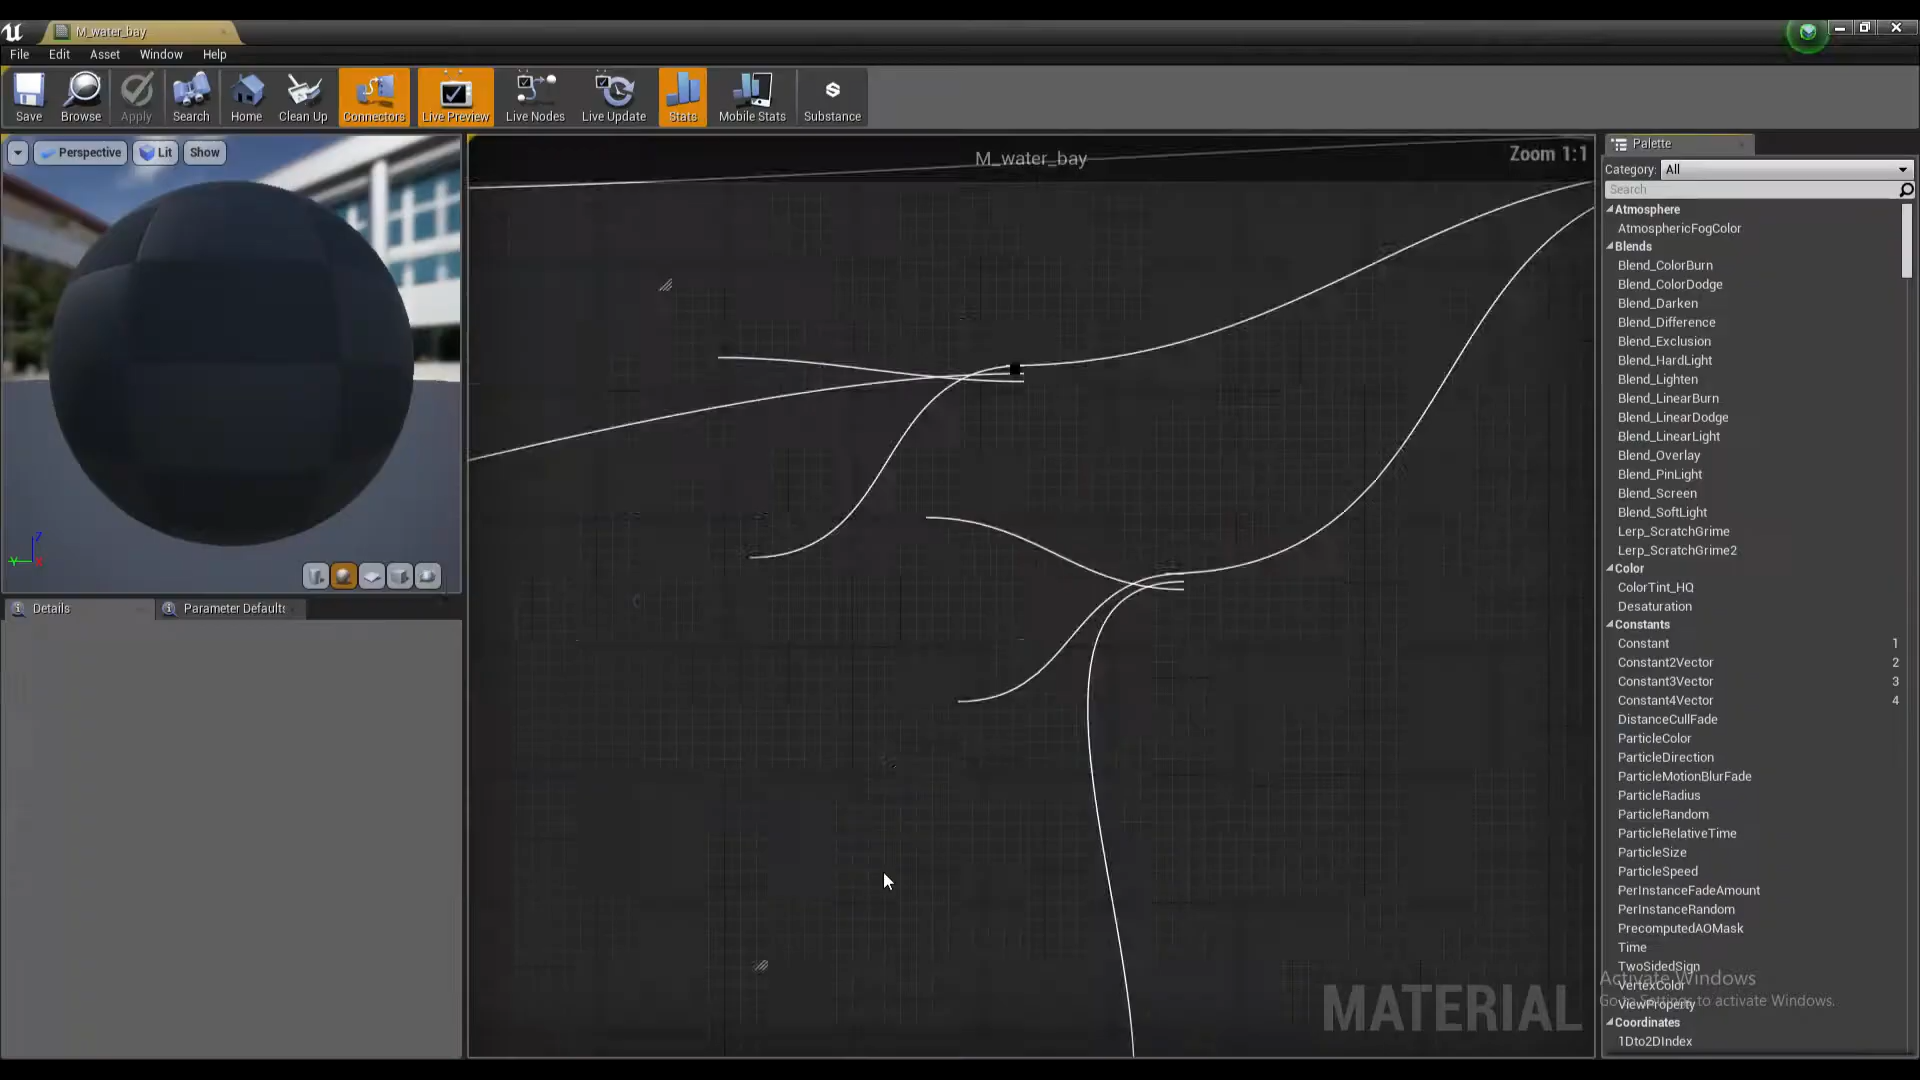 M_water_bay
File Edit Asset Window Help
Save Browse Apply Search Home Clean Up Connectors Live Preview Live Nodes Live Update Stats Mobile Stats Substance
Perspective Lit Show
M_water_bay
Zoom 1:1
Palette
Category: All
Search
Atmosphere
AtmosphericFogColor
Blends
Blend_ColorBurn
Blend_ColorDodge
Blend_Darken
Blend_Difference
Blend_Exclusion
Blend_HardLight
Blend_Lighten
Blend_LinearBurn
Blend_LinearDodge
Blend_LinearLight
Blend_Overlay
Blend_PinLight
Blend_Screen
Blend_SoftLight
Lerp_ScratchGrime
Lerp_ScratchGrime2
Color
ColorTint_HQ
Desaturation
Constants
Constant 1
Constant2Vector 2
Constant3Vector 3
Constant4Vector 4
DistanceCullFade
ParticleColor
ParticleDirection
ParticleMotionBlurFade
ParticleRadius
ParticleRandom
ParticleRelativeTime
ParticleSize
ParticleSpeed
PerInstanceFadeAmount
PerInstanceRandom
PrecomputedAOMask
Time
TwoSidedSign
VertexColor
ViewProperty
Coordinates
1Dto2DIndex
Details Parameter Defaults
MATERIAL
Activate Windows
Go to Settings to activate Windows.